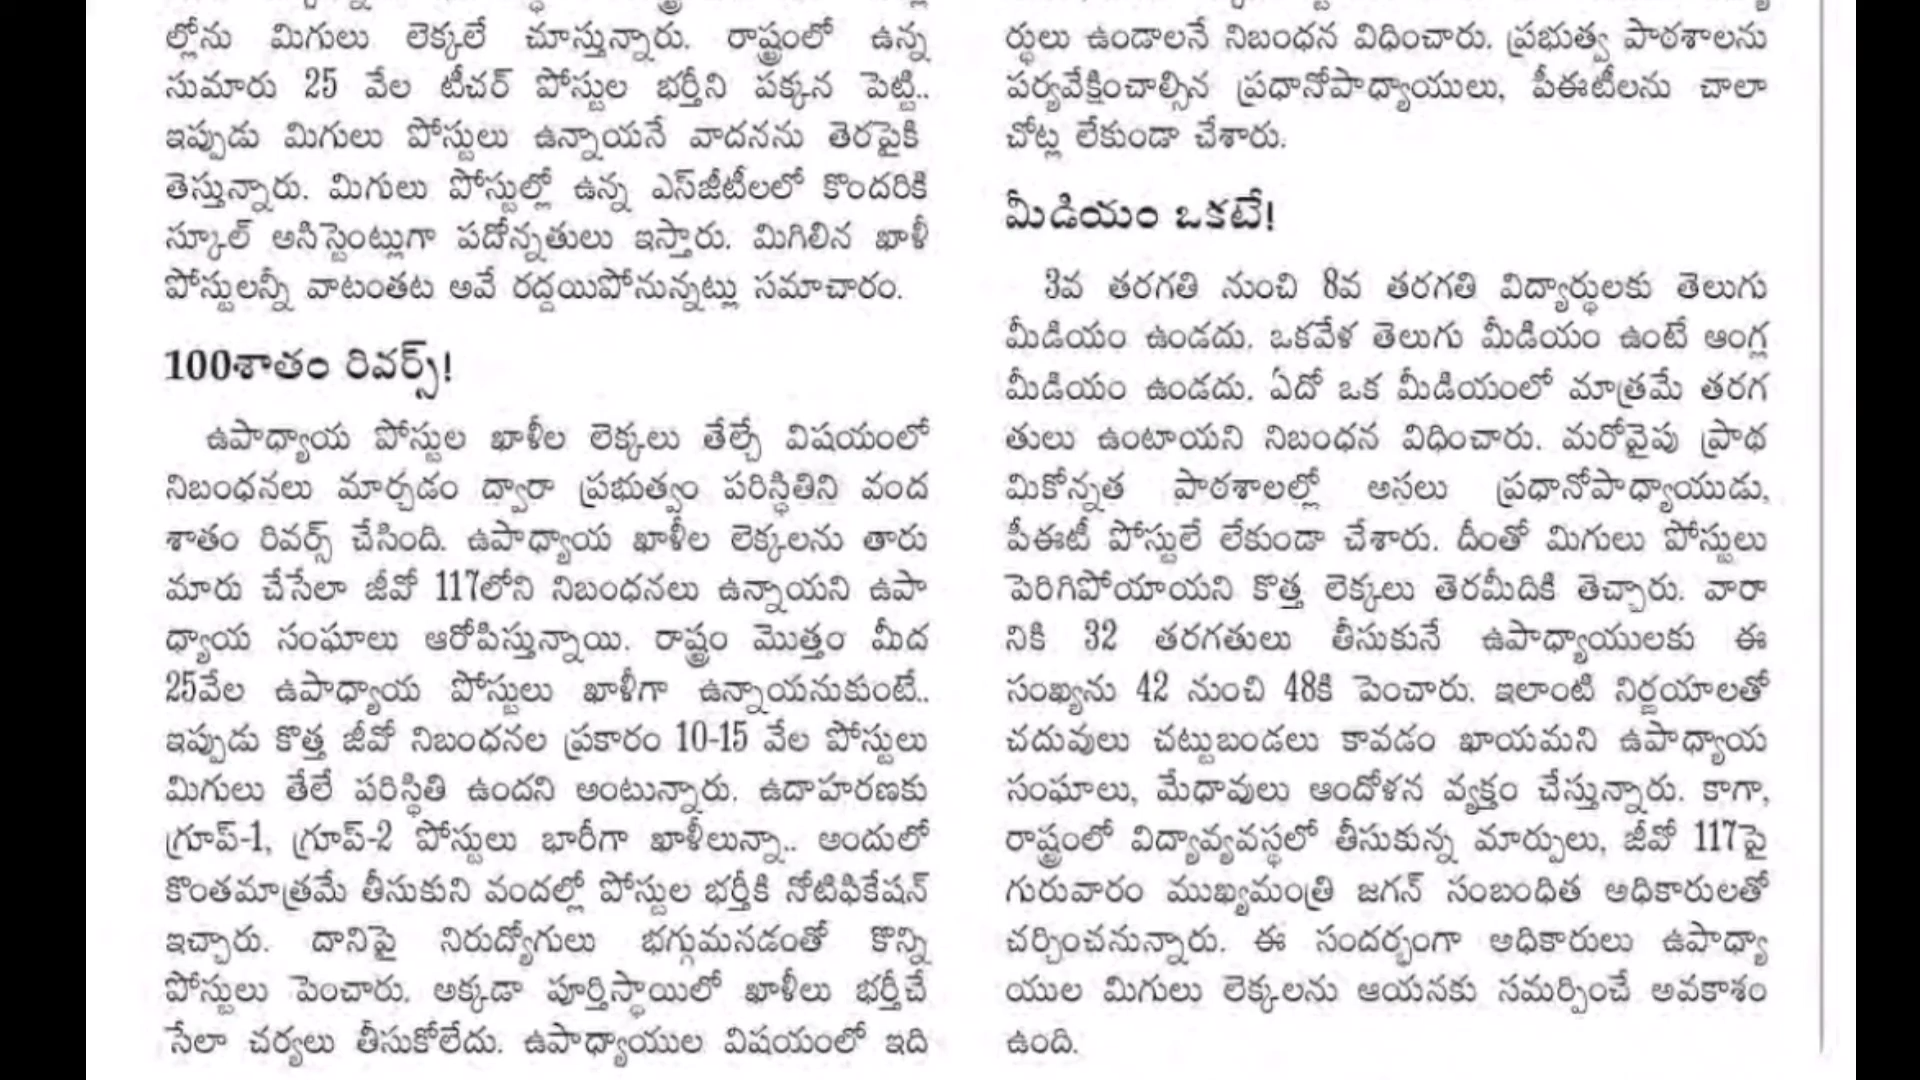 ల్లోను మిగులు లెక్కలే చూస్తున్నారు. రాష్ట్రంలో ఉన్న
సుమారు 25 వేల టీచర్ పోస్టుల భర్తీని పక్కన పెట్టి..
ఇప్పుడు మిగులు పోస్టులు ఉన్నాయనే వాదనను తెరపైకి
తెస్తున్నారు. మిగులు పోస్టుల్లో ఉన్న ఎస్‌జీటీలలో కొందరికి
స్కూల్ అసిస్టెంట్లుగా పదోన్నతులు ఇస్తారు. మిగిలిన ఖాళీ
పోస్టులన్నీ వాటంతట అవే రద్దయిపోనున్నట్లు సమాచారం.
100శాతం రివర్స్!
ఉపాధ్యాయ పోస్టుల ఖాళీల లెక్కలు తేల్చే విషయంలో
నిబంధనలు మార్చడం ద్వారా ప్రభుత్వం పరిస్థితిని వంద
శాతం రివర్స్ చేసింది. ఉపాధ్యాయ ఖాళీల లెక్కలను తారు
మారు చేసేలా జీవో 117లోని నిబంధనలు ఉన్నాయని ఉపా
ధ్యాయ సంఘాలు ఆరోపిస్తున్నాయి. రాష్ట్రం మొత్తం మీద
25వేల ఉపాధ్యాయ పోస్టులు ఖాళీగా ఉన్నాయనుకుంటే..
ఇప్పుడు కొత్త జీవో నిబంధనల ప్రకారం 10-15 వేల పోస్టులు
మిగులు తేలే పరిస్థితి ఉందని అంటున్నారు. ఉదాహరణకు
గ్రూప్-1, గ్రూప్-2 పోస్టులు భారీగా ఖాళీలున్నా.. అందులో
కొంతమాత్రమే తీసుకుని వందల్లో పోస్టుల భర్తీకి నోటిఫికేషన్
ఇచ్చారు. దానిపై నిరుద్యోగులు భగ్గుమనడంతో కొన్ని
పోస్టులు పెంచారు. అక్కడా పూర్తిస్థాయిలో ఖాళీలు భర్తీచే
సేలా చర్యలు తీసుకోలేదు. ఉపాధ్యాయుల విషయంలో ఇది
ర్థులు ఉండాలనే నిబంధన విధించారు. ప్రభుత్వ పాఠశాలను
పర్యవేక్షించాల్సిన ప్రధానోపాధ్యాయులు, పీఈటీలను చాలా
చోట్ల లేకుండా చేశారు.
మీడియం ఒకటే!
3వ తరగతి నుంచి 8వ తరగతి విద్యార్థులకు తెలుగు
మీడియం ఉండదు. ఒకవేళ తెలుగు మీడియం ఉంటే ఆంగ్ల
మీడియం ఉండదు. ఏదో ఒక మీడియంలో మాత్రమే తరగ
తులు ఉంటాయని నిబంధన విధించారు. మరోవైపు ప్రాథ
మికోన్నత పాఠశాలల్లో అసలు ప్రధానోపాధ్యాయుడు,
పీఈటీ పోస్టులే లేకుండా చేశారు. దీంతో మిగులు పోస్టులు
పెరిగిపోయాయని కొత్త లెక్కలు తెరమీదికి తెచ్చారు. వారా
నికి 32 తరగతులు తీసుకునే ఉపాధ్యాయులకు ఈ
సంఖ్యను 42 నుంచి 48కి పెంచారు. ఇలాంటి నిర్ణయాలతో
చదువులు చట్టుబండలు కావడం ఖాయమని ఉపాధ్యాయ
సంఘాలు, మేధావులు ఆందోళన వ్యక్తం చేస్తున్నారు. కాగా,
రాష్ట్రంలో విద్యావ్యవస్థలో తీసుకున్న మార్పులు, జీవో 117పై
గురువారం ముఖ్యమంత్రి జగన్ సంబంధిత అధికారులతో
చర్చించనున్నారు. ఈ సందర్భంగా అధికారులు ఉపాధ్యా
యుల మిగులు లెక్కలను ఆయనకు సమర్పించే అవకాశం
ఉంది.